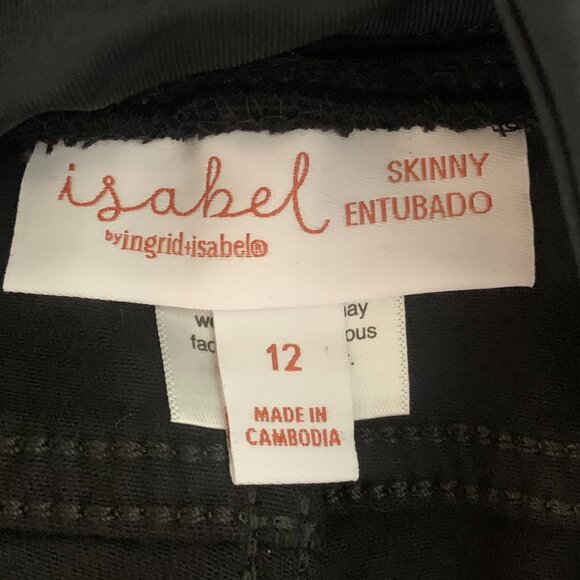 isabel
by ingrid+isabel®
SKINNY
ENTUBADO
12
MADE IN
CAMBODIA